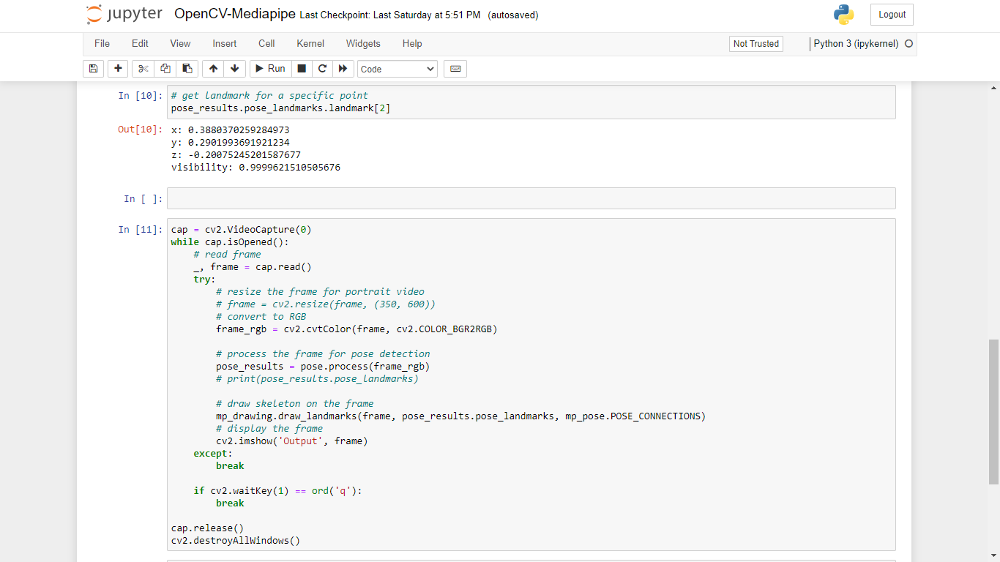 jupyter OpenCV-Mediapipe Last Checkpoint: Last Saturday at 5:51 PM (autosaved) Logout
File Edit View Insert Cell Kernel Widgets Help Not Trusted Python 3 (ipykernel)
Run Code
In [10]: # get landmark for a specific point
pose_results.pose_landmarks.landmark[2]
Out[10]: x: 0.3880370259284973
y: 0.2901993691921234
z: -0.20075245201587677
visibility: 0.9999621510505676
In [ ]:
In [11]: cap = cv2.VideoCapture(0)
while cap.isOpened():
    # read frame
    _, frame = cap.read()
    try:
        # resize the frame for portrait video
        # frame = cv2.resize(frame, (350, 600))
        # convert to RGB
        frame_rgb = cv2.cvtColor(frame, cv2.COLOR_BGR2RGB)
        # process the frame for pose detection
        pose_results = pose.process(frame_rgb)
        # print(pose_results.pose_landmarks)
        # draw skeleton on the frame
        mp_drawing.draw_landmarks(frame, pose_results.pose_landmarks, mp_pose.POSE_CONNECTIONS)
        # display the frame
        cv2.imshow('Output', frame)
    except:
        break
    if cv2.waitKey(1) == ord('q'):
        break
cap.release()
cv2.destroyAllWindows()